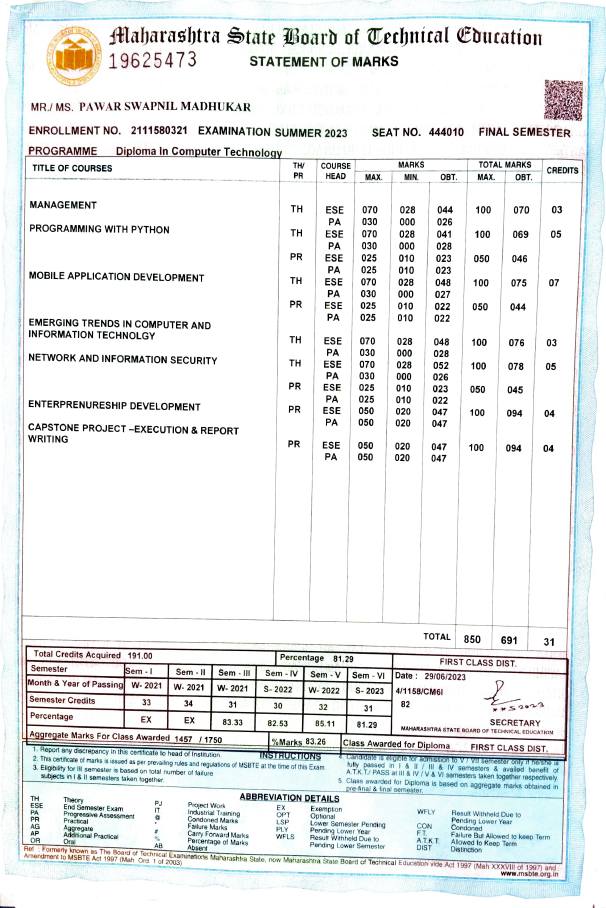 Maharashtra State Board of Technical Education
19625473
STATEMENT OF MARKS
MR./ MS. PAWAR SWAPNIL MADHUKAR
ENROLLMENT NO. 2111580321 EXAMINATION SUMMER 2023 SEAT NO. 444010 FINAL SEMESTER
PROGRAMME Diploma In Computer Technology
TITLE OF COURSES TH/ PR COURSE HEAD MARKS TOTAL MARKS CREDITS
MAX. MIN. OBT. MAX. OBT.
MANAGEMENT TH ESE 070 028 044 100 070 03
PA 030 000 026
PROGRAMMING WITH PYTHON TH ESE 070 028 041 100 069 05
PA 030 000 028
PR ESE 025 010 023 050 046
PA 025 010 023
MOBILE APPLICATION DEVELOPMENT TH ESE 070 028 048 100 075 07
PA 030 000 027
PR ESE 025 010 022 050 044
PA 025 010 022
EMERGING TRENDS IN COMPUTER AND
INFORMATION TECHNOLGY TH ESE 070 028 048 100 076 03
PA 030 000 028
NETWORK AND INFORMATION SECURITY TH ESE 070 028 052 100 078 05
PA 030 000 026
PR ESE 025 010 023 050 045
PA 025 010 022
ENTERPRENURESHIP DEVELOPMENT PR ESE 050 020 047 100 094 04
PA 050 020 047
CAPSTONE PROJECT –EXECUTION & REPORT
WRITING PR ESE 050 020 047 100 094 04
PA 050 020 047
TOTAL 850 691 31
Total Credits Acquired 191.00 Percentage 81.29 FIRST CLASS DIST.
Semester Sem - I Sem - II Sem - III Sem - IV Sem - V Sem - VI Date : 29/06/2023
Month & Year of Passing W- 2021 W- 2021 W- 2021 S- 2022 W- 2022 S- 2023 4/1158/CM6I
Semester Credits 33 34 31 30 32 31 82
Percentage EX EX 83.33 82.53 85.11 81.29 SECRETARY
MAHARASHTRA STATE BOARD OF TECHNICAL EDUCATION
Aggregate Marks For Class Awarded 1457 / 1750 %Marks 83.26 Class Awarded for Diploma FIRST CLASS DIST.
INSTRUCTIONS
1. Report any discrepancy in this certificate to head of Institution.
2. This certificate of marks is issued as per prevailing rules and regulations of MSBTE at the time of this Exam
3. Eligibility for III semester is based on total number of failure
subjects in I & II semesters taken together.
4. Candidate is eligible for admission to V / VII semester only if he/she is
fully passed in I & II / III & IV semesters & availed benefit of
A.T.K.T./ PASS at III & IV / V & VI semesters taken together respectively.
5. Class awarded for Diploma is based on aggregate marks obtained in
pre-final & final semester.
ABBREVIATION DETAILS
TH Theory
ESE End Semester Exam
PA Progressive Assessment
PR Practical
AG Aggregate
AP Additional Practical
OR Oral
PJ Project Work
IT Industrial Training
@ Condoned Marks
* Failure Marks
# Carry Forward Marks
% Percentage of Marks
AB Absent
EX Exemption
OPT Optional
LSP Lower Semester Pending
PLY Pending Lower Year
WFLS Result Withheld Due to
Pending Lower Semester
WFLY Result Withheld Due to
Pending Lower Year
CON Condoned
F.T. Failure But Allowed to keep Term
A.T.K.T. Allowed to Keep Term
DIST Distinction
Ref. : Formerly known as The Board of Technical Examinations Maharashtra State, now Maharashtra State Board of Technical Education vide Act 1997 (Mah XXXVIII of 1997) and
Amendment to MSBTE Act 1997 (Mah. Ord. 1 of 2003)
www.msbte.org.in